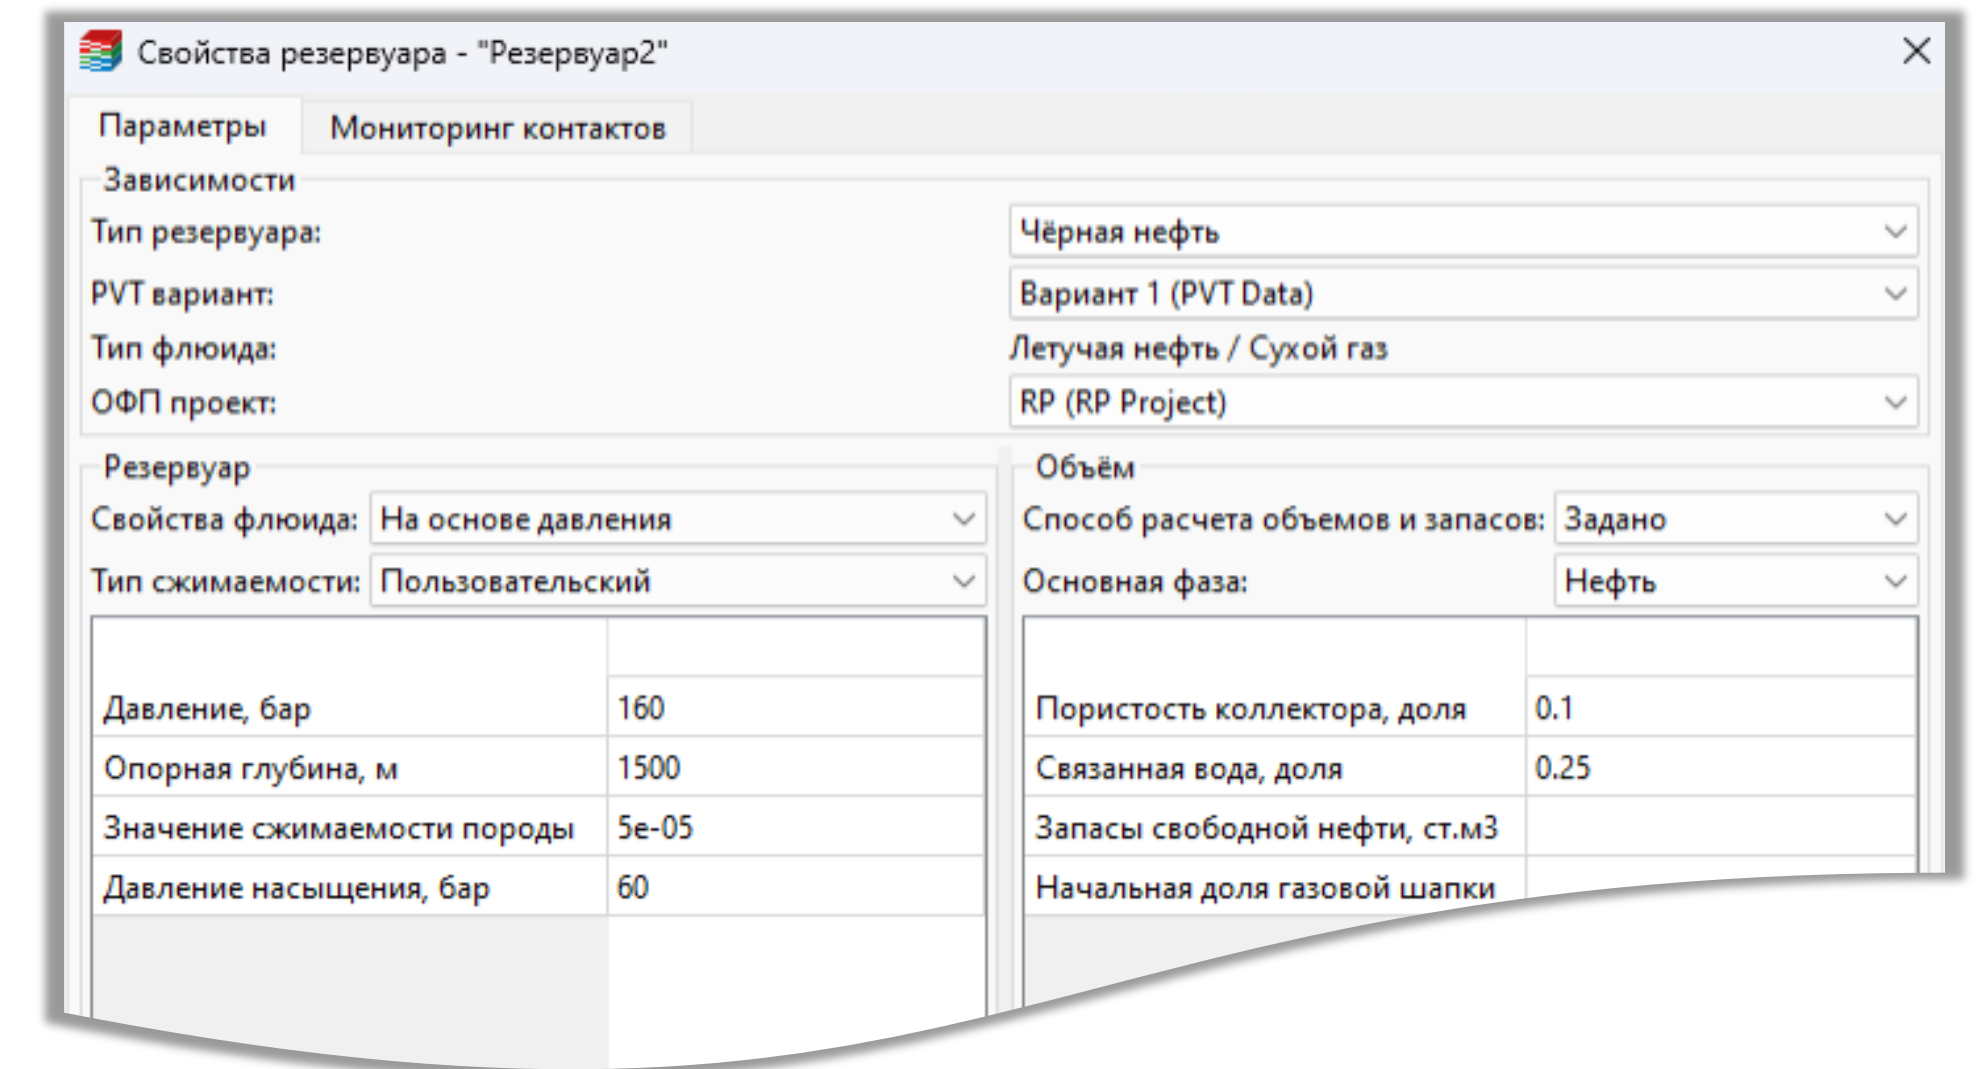 Свойства резервуара - "Резервуар2"
Параметры Мониторинг контактов
Зависимости
Тип резервуара: Чёрная нефть
PVT вариант: Вариант 1 (PVT Data)
Тип флюида: Летучая нефть / Сухой газ
ОФП проект: RP (RP Project)
Резервуар
Свойства флюида: На основе давления
Тип сжимаемости: Пользовательский
Давление, бар 160
Опорная глубина, м 1500
Значение сжимаемости породы 5e-05
Давление насыщения, бар 60
Объём
Способ расчета объемов и запасов: Задано
Основная фаза: Нефть
Пористость коллектора, доля 0.1
Связанная вода, доля 0.25
Запасы свободной нефти, ст.м3
Начальная доля газовой шапки